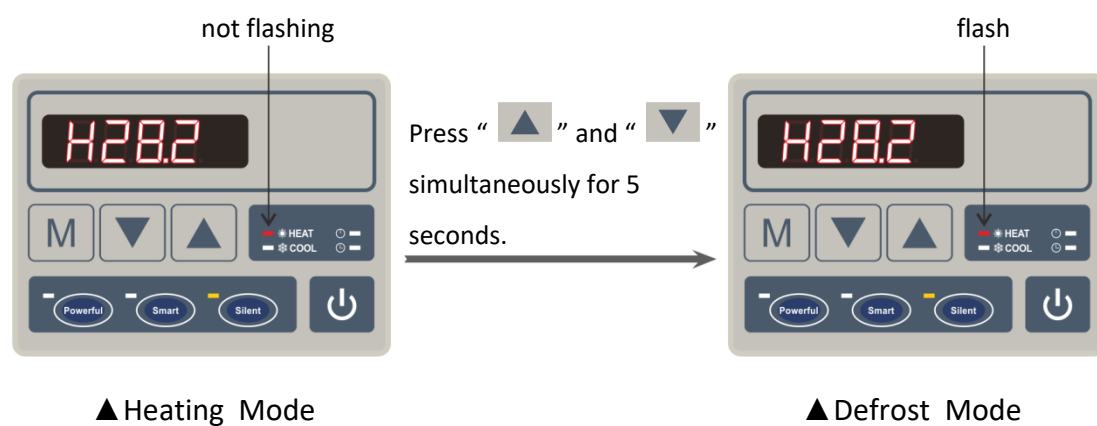 not flashing
flash
H28.2
Press “ ▲ ” and “ ▼ ”
simultaneously for 5
seconds.
H28.2
M
HEAT
COOL
M
HEAT
COOL
Powerful Smart Silent
Powerful Smart Silent
▲Heating Mode
▲Defrost Mode